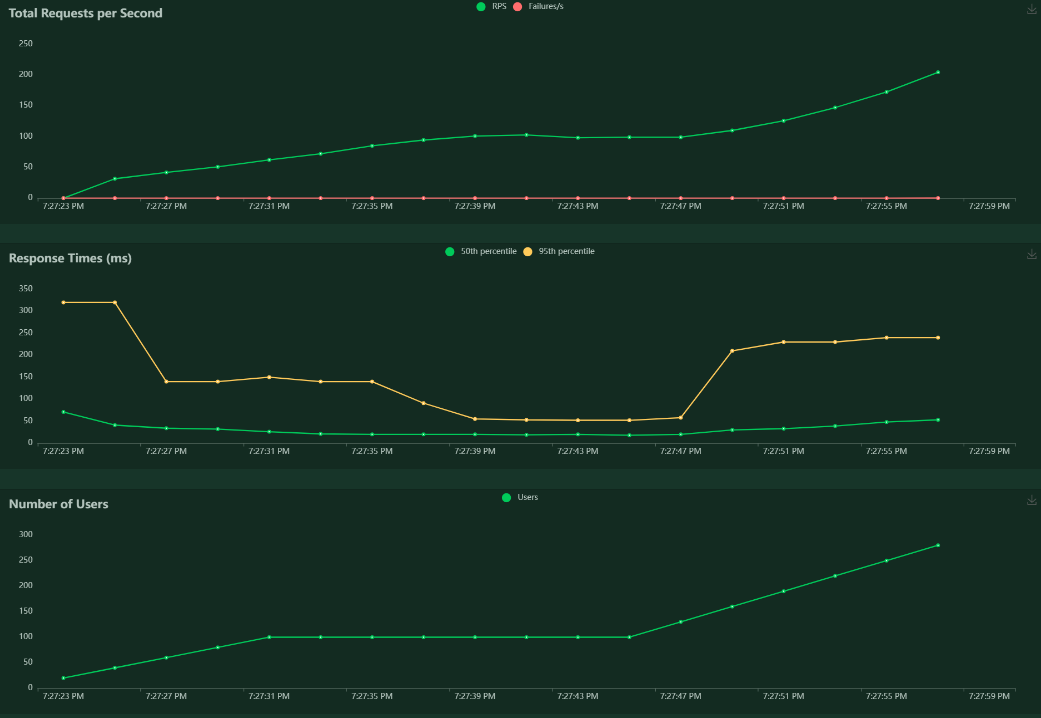 Total Requests per Second
RPS Failures/s
250
200
150
100
50
0
7:27:23 PM 7:27:27 PM 7:27:31 PM 7:27:35 PM 7:27:39 PM 7:27:43 PM 7:27:47 PM 7:27:51 PM 7:27:55 PM 7:27:59 PM
Response Times (ms)
50th percentile 95th percentile
350
300
250
200
150
100
50
0
7:27:23 PM 7:27:27 PM 7:27:31 PM 7:27:35 PM 7:27:39 PM 7:27:43 PM 7:27:47 PM 7:27:51 PM 7:27:55 PM 7:27:59 PM
Number of Users
Users
300
250
200
150
100
50
0
7:27:23 PM 7:27:27 PM 7:27:31 PM 7:27:35 PM 7:27:39 PM 7:27:43 PM 7:27:47 PM 7:27:51 PM 7:27:55 PM 7:27:59 PM